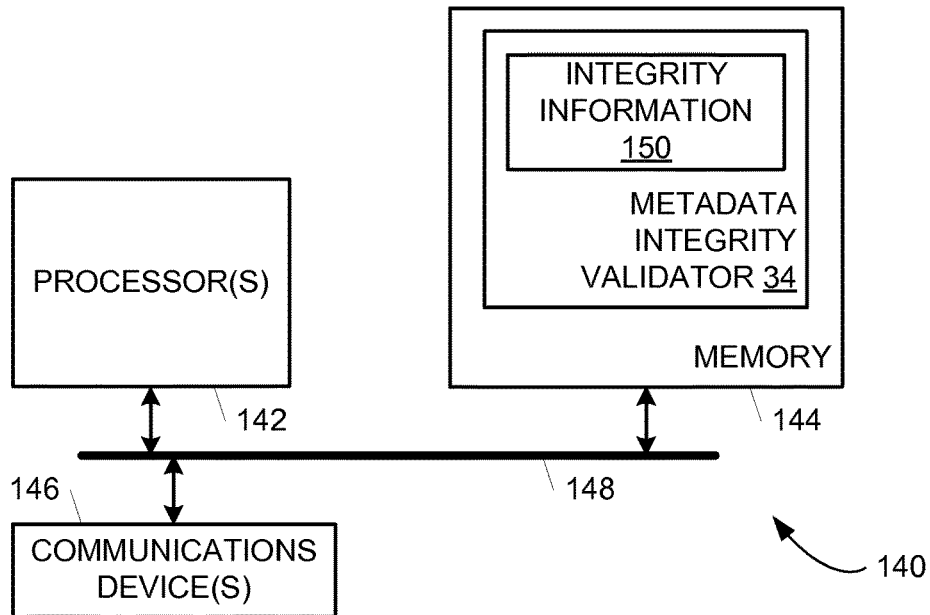 INTEGRITY
INFORMATION
150
METADATA
INTEGRITY
VALIDATOR 34
MEMORY
144
PROCESSOR(S)
142
148
146
COMMUNICATIONS
DEVICE(S)
140